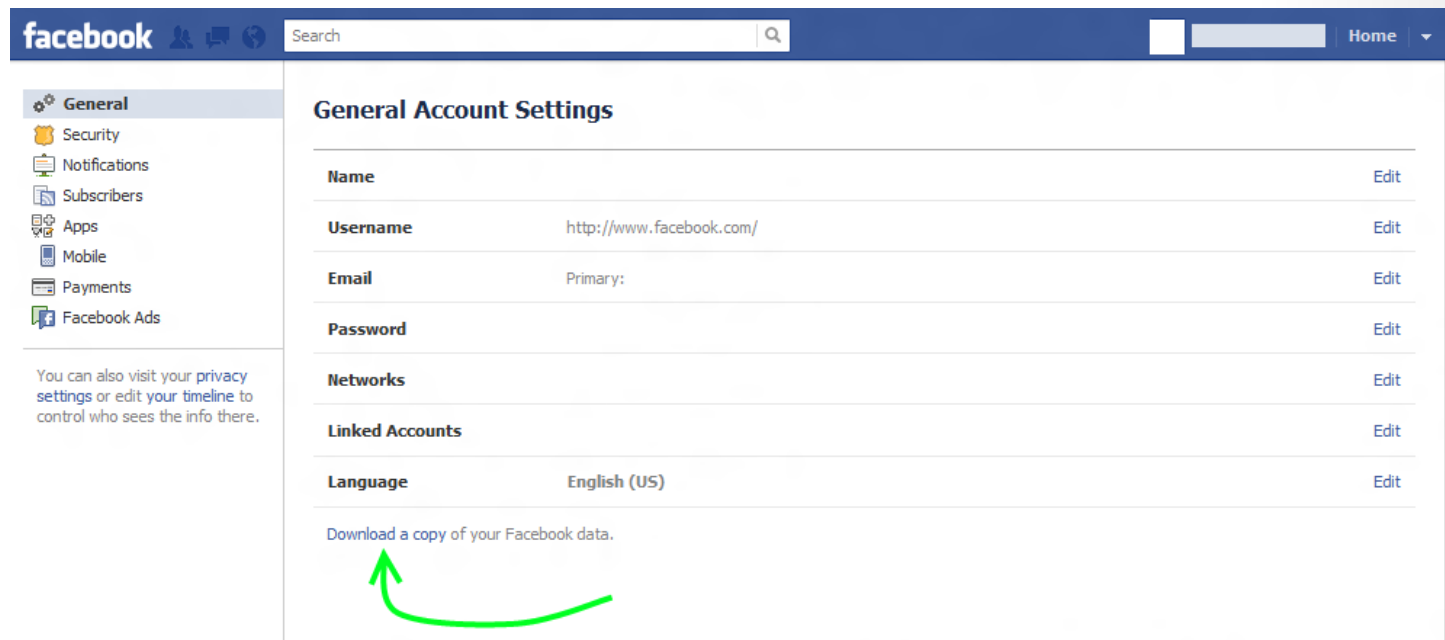 facebook Search Home
General
Security
Notifications
Subscribers
Apps
Mobile
Payments
Facebook Ads
You can also visit your privacy
settings or edit your timeline to
control who sees the info there.
General Account Settings
Name Edit
Username http://www.facebook.com/ Edit
Email Primary: Edit
Password Edit
Networks Edit
Linked Accounts Edit
Language English (US) Edit
Download a copy of your Facebook data.